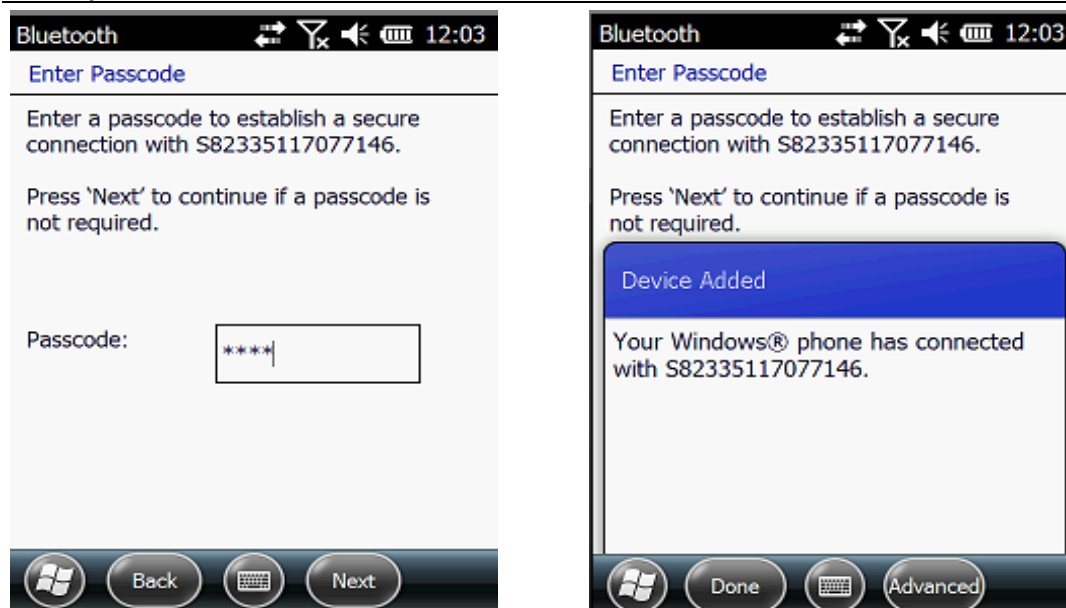 Bluetooth 12:03
Enter Passcode
Enter a passcode to establish a secure
connection with S82335117077146.
Press ‵Next′ to continue if a passcode is
not required.
Passcode: ****
Back Next
Bluetooth 12:03
Enter Passcode
Enter a passcode to establish a secure
connection with S82335117077146.
Press ‵Next′ to continue if a passcode is
not required.
Device Added
Your Windows® phone has connected
with S82335117077146.
Done Advanced